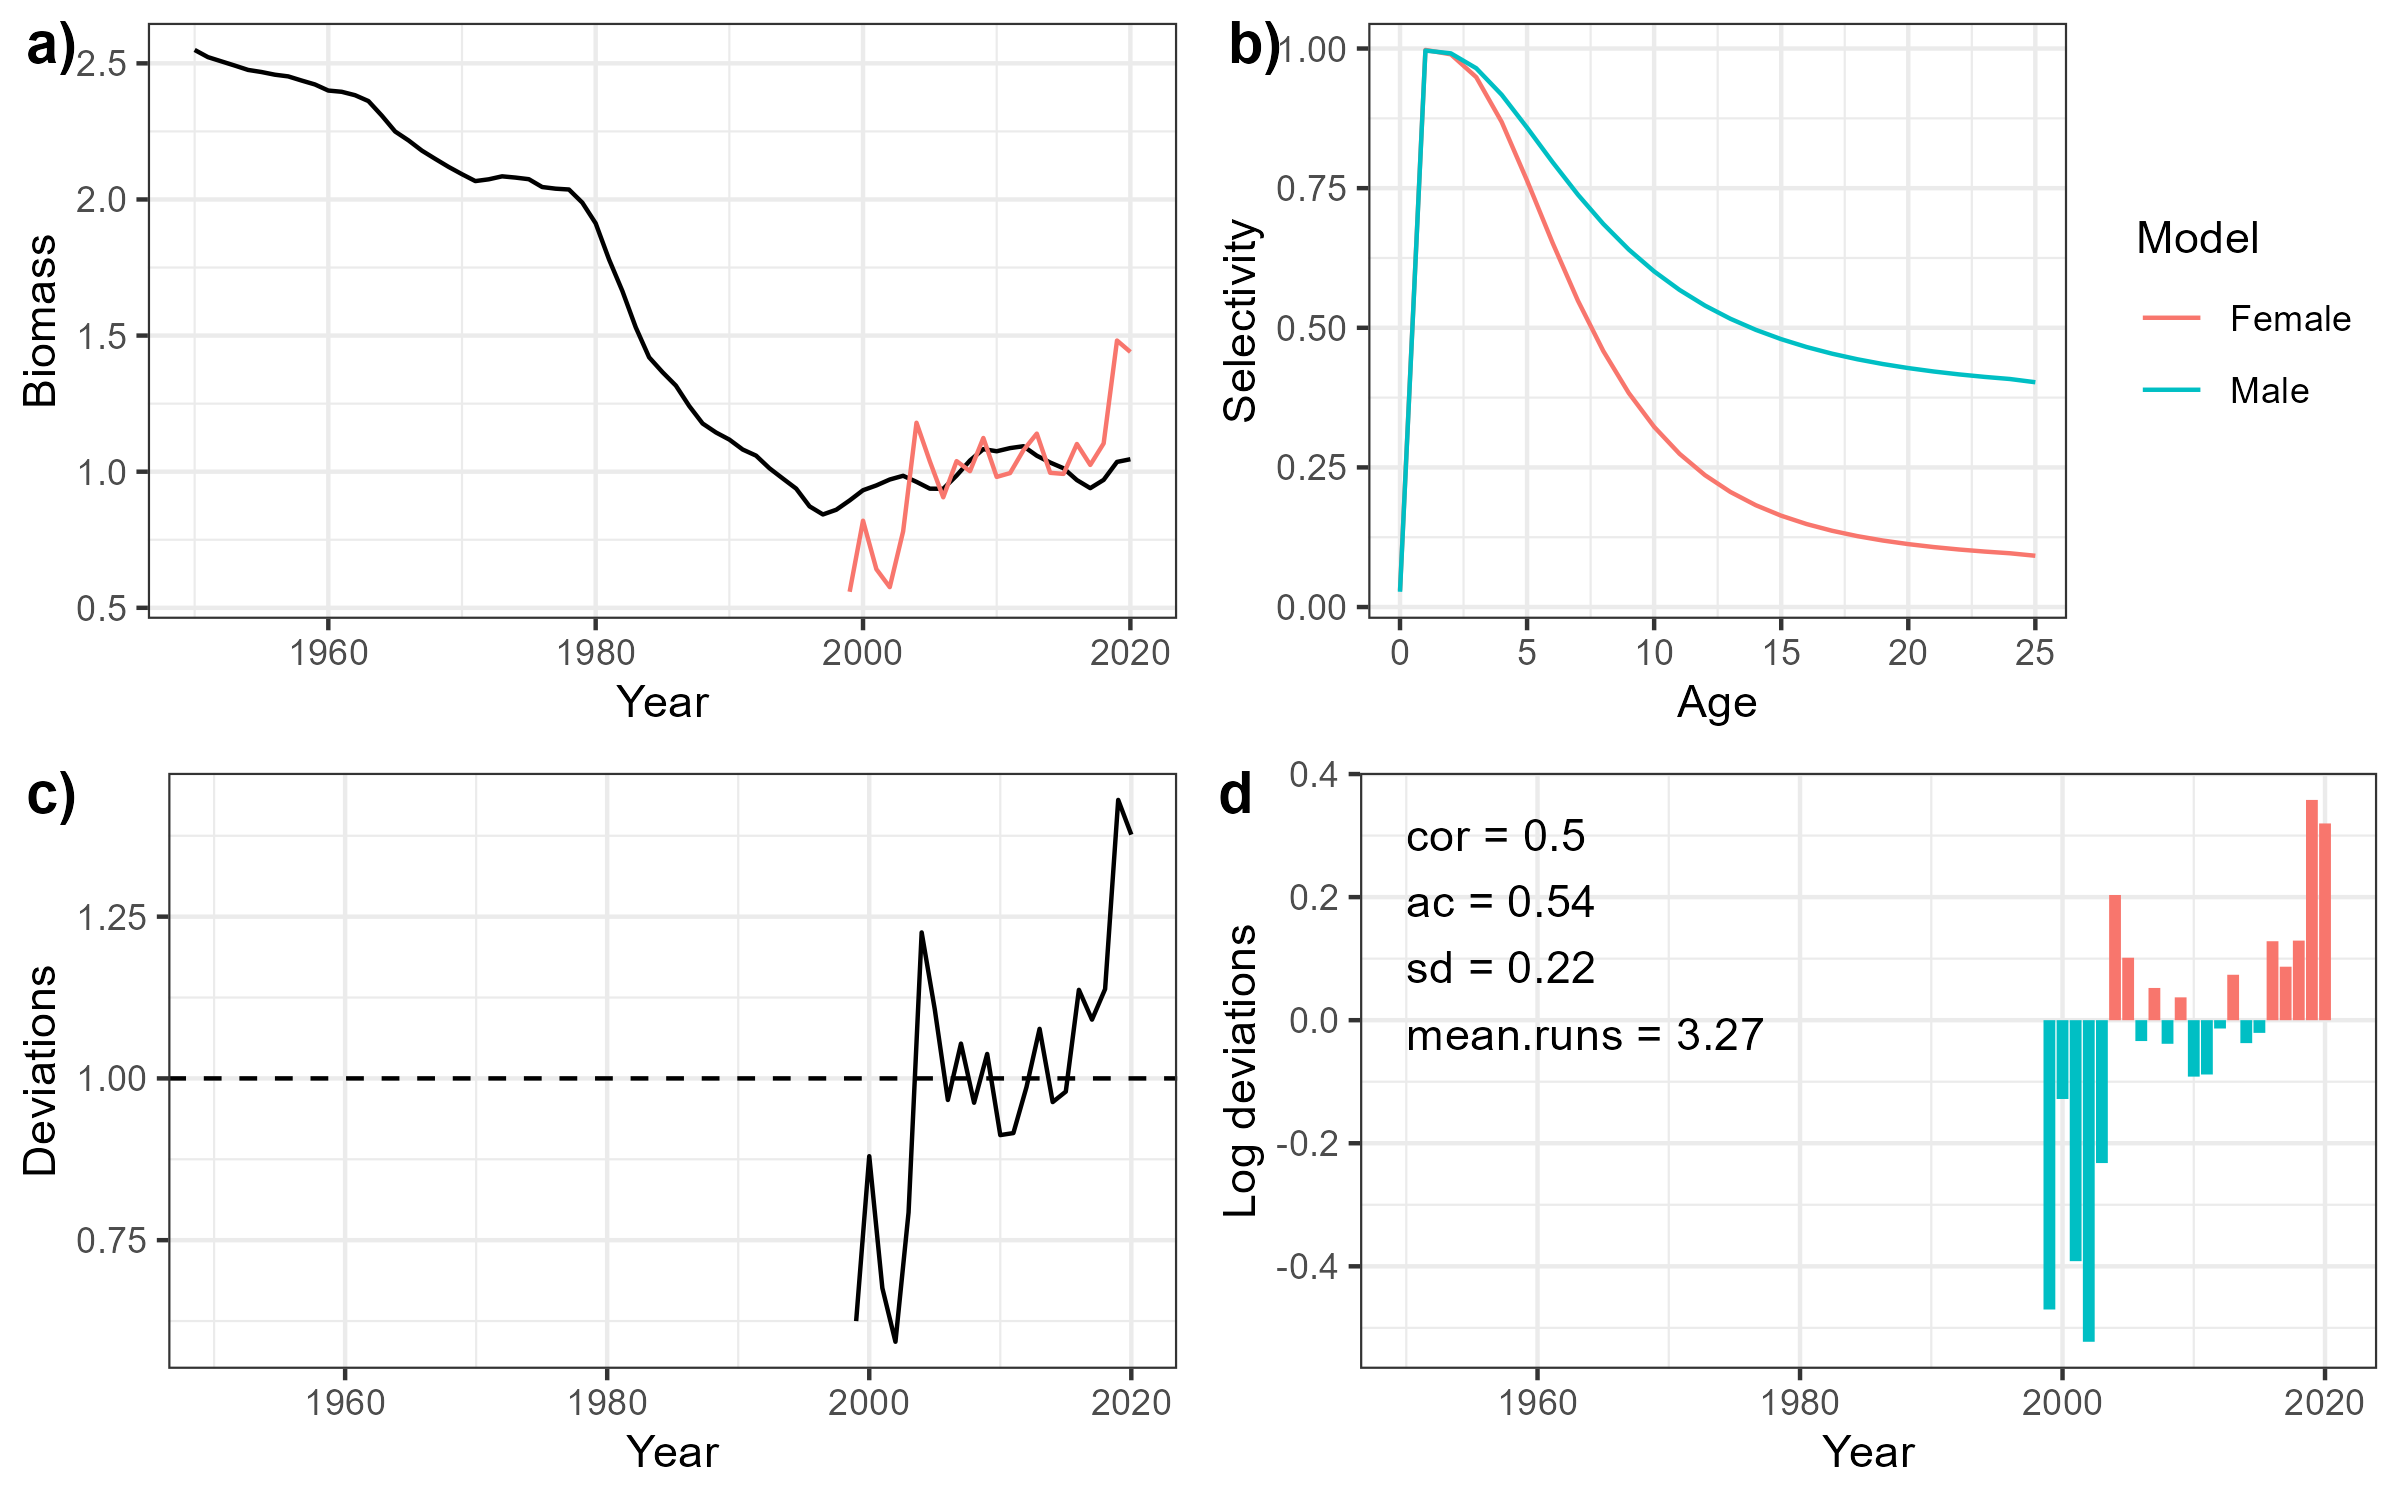 a)
2.5
2.0
1.5
1.0
0.5
Biomass
1960 1980 2000 2020
Year
b)
1.00
0.75
0.50
0.25
0.00
Selectivity
0 5 10 15 20 25
Age
Model
Female
Male
c)
1.25
1.00
0.75
Deviations
1960 1980 2000 2020
Year
d
0.4
0.2
0.0
-0.2
-0.4
Log deviations
cor = 0.5
ac = 0.54
sd = 0.22
mean.runs = 3.27
1960 1980 2000 2020
Year